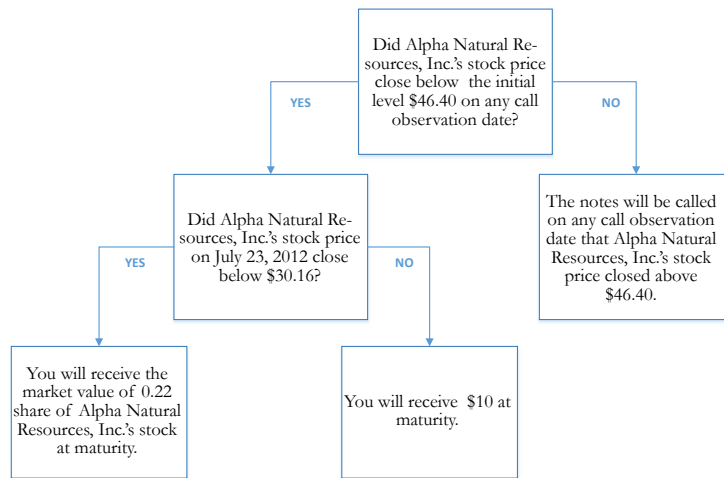 Did Alpha Natural Re-
sources, Inc.'s stock price
close below the initial
level $46.40 on any call
observation date?
YES
NO
Did Alpha Natural Re-
sources, Inc.'s stock price
on July 23, 2012 close
below $30.16?
The notes will be called
on any call observation
date that Alpha Natural
Resources, Inc.'s stock
price closed above
$46.40.
YES
NO
You will receive the
market value of 0.22
share of Alpha Natural
Resources, Inc.'s stock
at maturity.
You will receive $10 at
maturity.